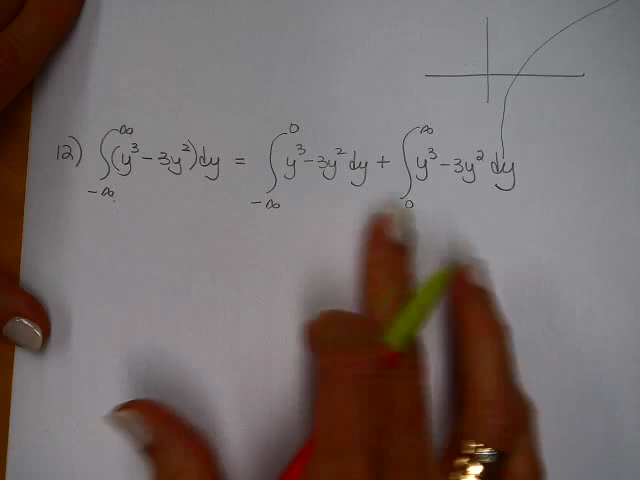 12) ∫_{-∞}^{∞} (y³ - 3y²) dy = ∫_{-∞}^{0} y³ - 3y² dy + ∫_{0}^{∞} y³ - 3y² dy